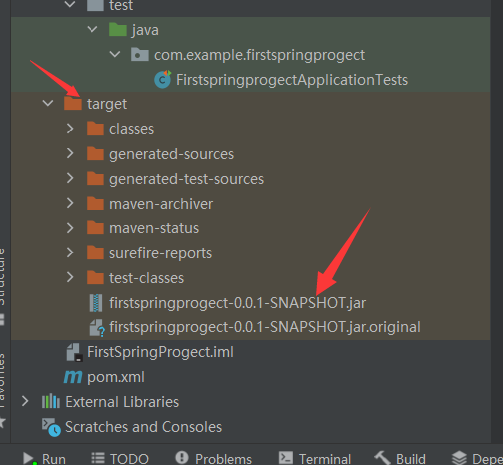 test
java
com.example.firstspringprogect
FirstspringprogectApplicationTests
target
classes
generated-sources
generated-test-sources
maven-archiver
maven-status
surefire-reports
test-classes
firstspringprogect-0.0.1-SNAPSHOT.jar
firstspringprogect-0.0.1-SNAPSHOT.jar.original
FirstSpringProgect.iml
pom.xml
External Libraries
Scratches and Consoles
Structure
Favorites
Run TODO Problems Terminal Build Depe